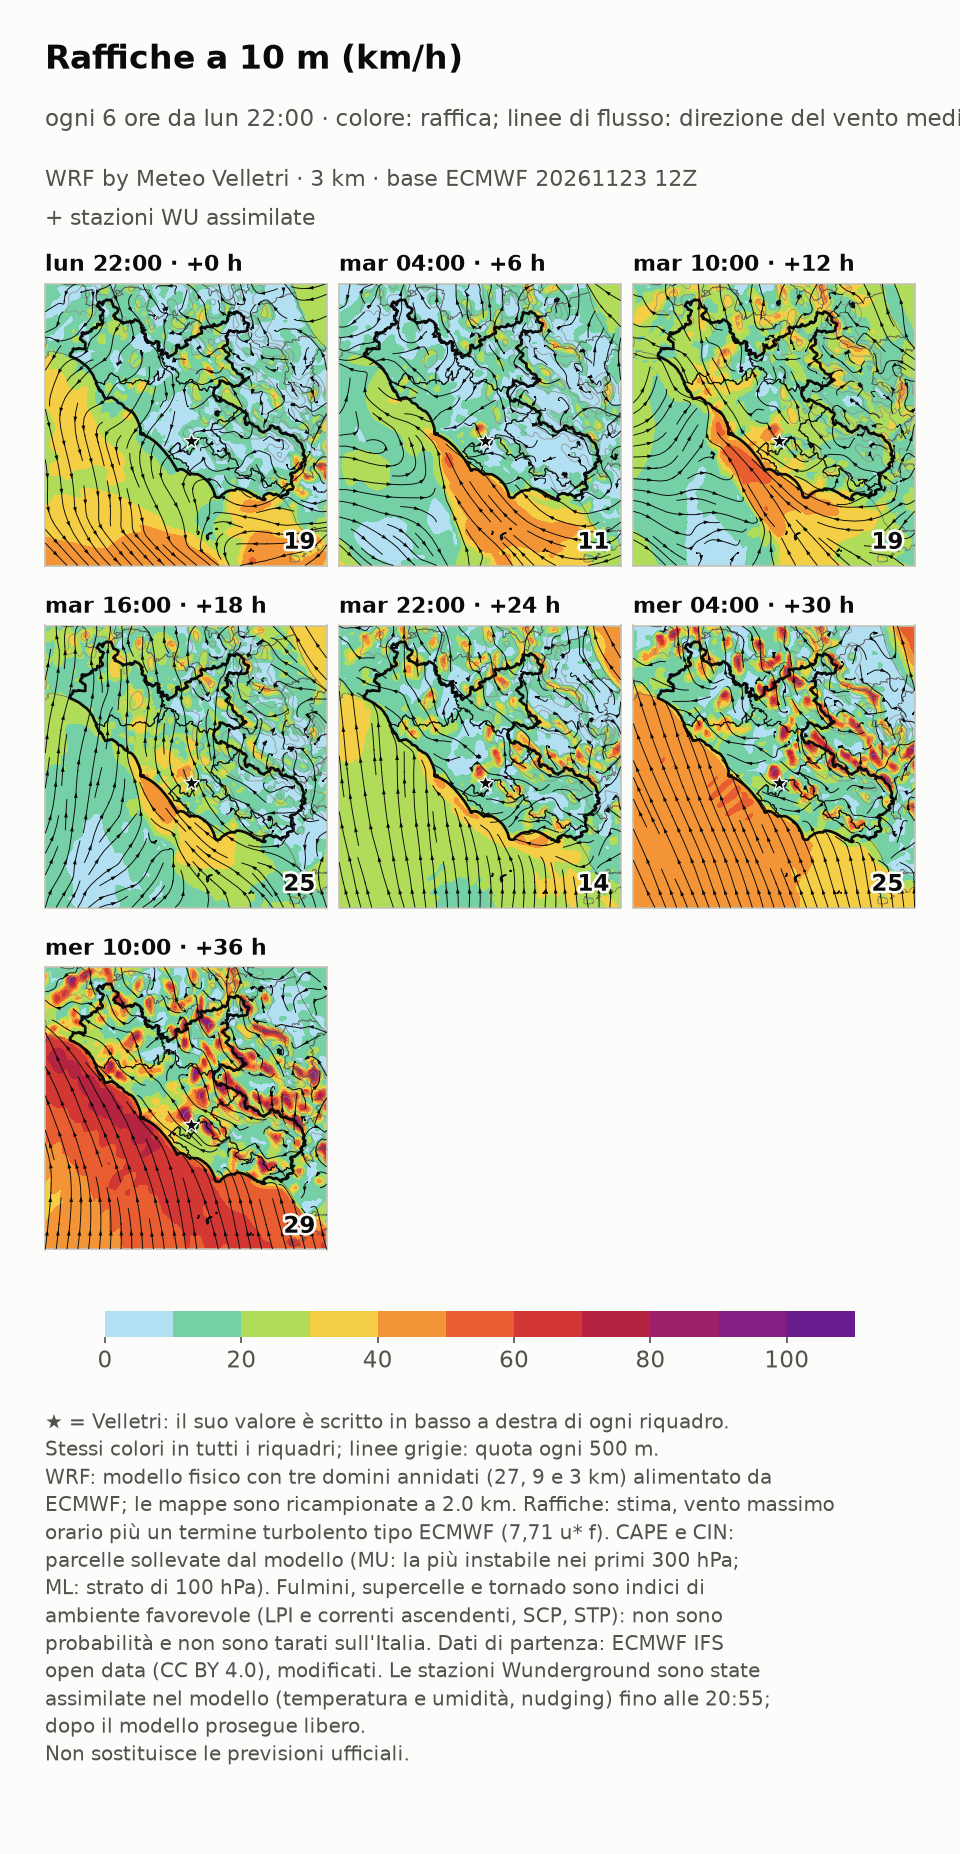 Raffiche a 10 m (km/h)
ogni 6 ore da lun 22:00 · colore: raffica; linee di flusso: direzione del vento medi
WRF by Meteo Velletri · 3 km · base ECMWF 20261123 12Z
+ stazioni WU assimilate
lun 22:00 · +0 h mar 04:00 · +6 h mar 10:00 · +12 h
19 11 19
mar 16:00 · +18 h mar 22:00 · +24 h mer 04:00 · +30 h
25 14 25
mer 10:00 · +36 h
29
0 20 40 60 80 100
★ = Velletri: il suo valore è scritto in basso a destra di ogni riquadro.
Stessi colori in tutti i riquadri; linee grigie: quota ogni 500 m.
WRF: modello fisico con tre domini annidati (27, 9 e 3 km) alimentato da
ECMWF; le mappe sono ricampionate a 2.0 km. Raffiche: stima, vento massimo
orario più un termine turbolento tipo ECMWF (7,71 u* f). CAPE e CIN:
parcelle sollevate dal modello (MU: la più instabile nei primi 300 hPa;
ML: strato di 100 hPa). Fulmini, supercelle e tornado sono indici di
ambiente favorevole (LPI e correnti ascendenti, SCP, STP): non sono
probabilità e non sono tarati sull'Italia. Dati di partenza: ECMWF IFS
open data (CC BY 4.0), modificati. Le stazioni Wunderground sono state
assimilate nel modello (temperatura e umidità, nudging) fino alle 20:55;
dopo il modello prosegue libero.
Non sostituisce le previsioni ufficiali.